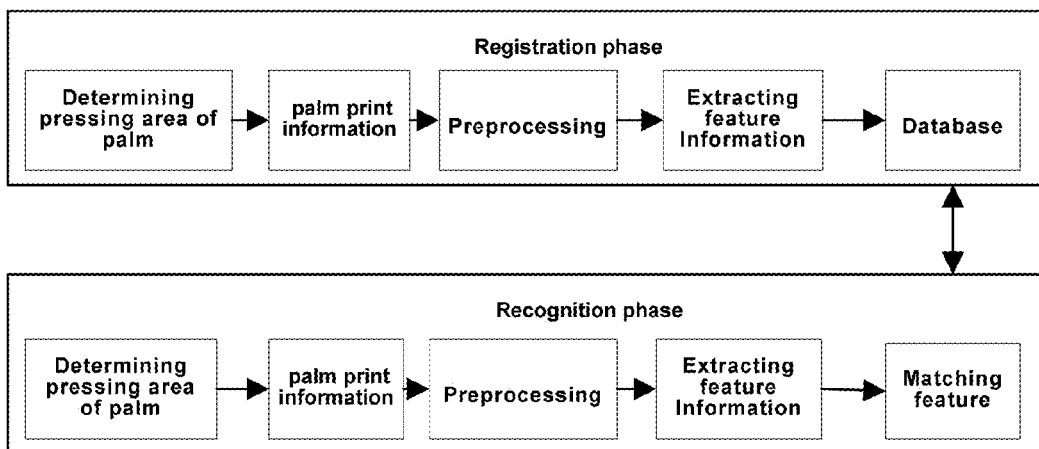 Registration phase
Determining
pressing area of
palm
palm print
information
Preprocessing
Extracting
feature
Information
Database
Recognition phase
Determining
pressing area
of palm
palm print
information
Preprocessing
Extracting
feature
Information
Matching
feature